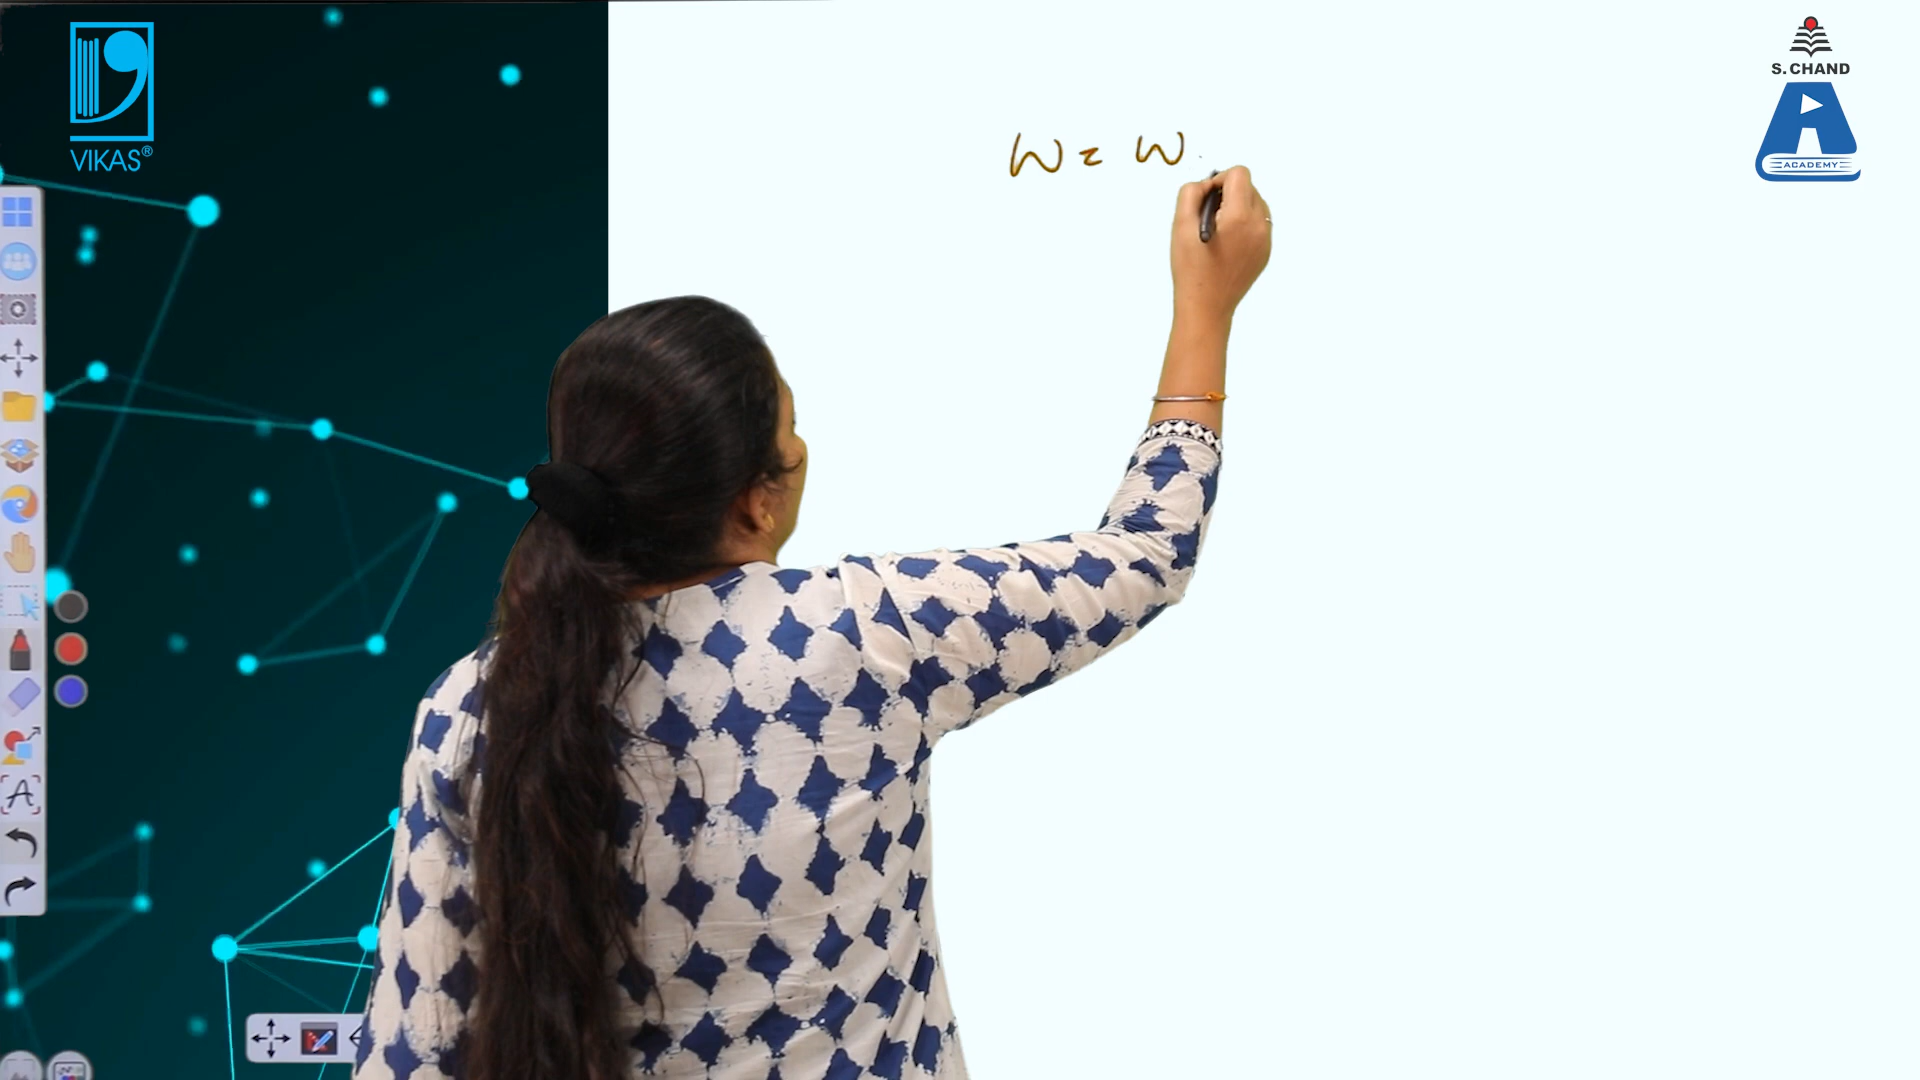 VIKAS®
S. CHAND
ACADEMY
W = W